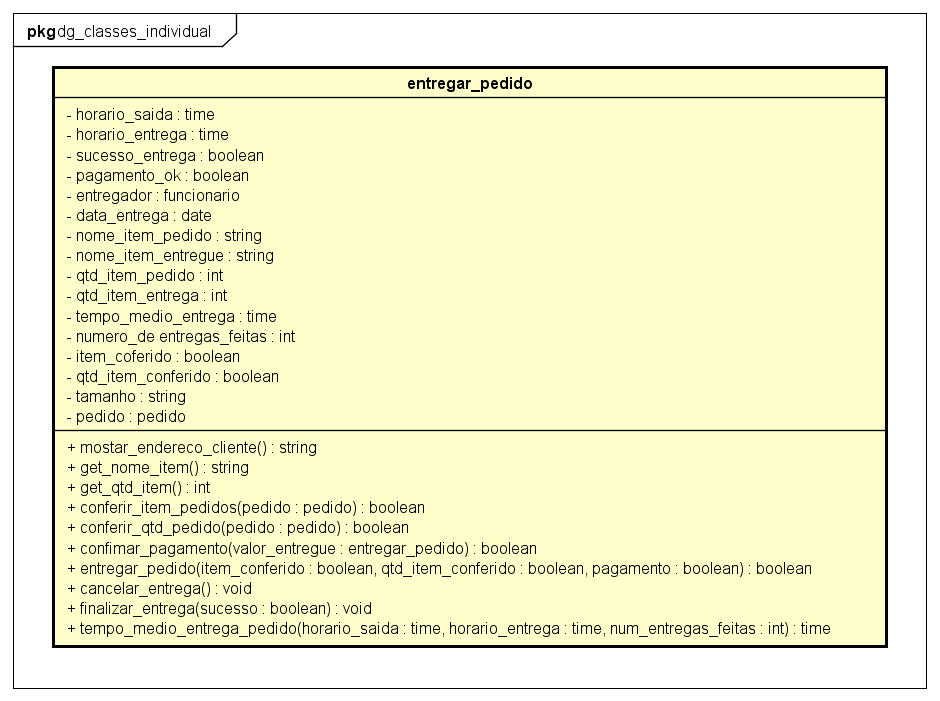 pkg dg_classes_individual
entregar_pedido
- horario_saida : time
- horario_entrega : time
- sucesso_entrega : boolean
- pagamento_ok : boolean
- entregador : funcionario
- data_entrega : date
- nome_item_pedido : string
- nome_item_entregue : string
- qtd_item_pedido : int
- qtd_item_entrega : int
- tempo_medio_entrega : time
- numero_de entregas_feitas : int
- item_coferido : boolean
- qtd_item_conferido : boolean
- tamanho : string
- pedido : pedido
+ mostar_endereco_cliente() : string
+ get_nome_item() : string
+ get_qtd_item() : int
+ conferir_item_pedidos(pedido : pedido) : boolean
+ conferir_qtd_pedido(pedido : pedido) : boolean
+ confimar_pagamento(valor_entregue : entregar_pedido) : boolean
+ entregar_pedido(item_conferido : boolean, qtd_item_conferido : boolean, pagamento : boolean) : boolean
+ cancelar_entrega() : void
+ finalizar_entrega(sucesso : boolean) : void
+ tempo_medio_entrega_pedido(horario_saida : time, horario_entrega : time, num_entregas_feitas : int) : time